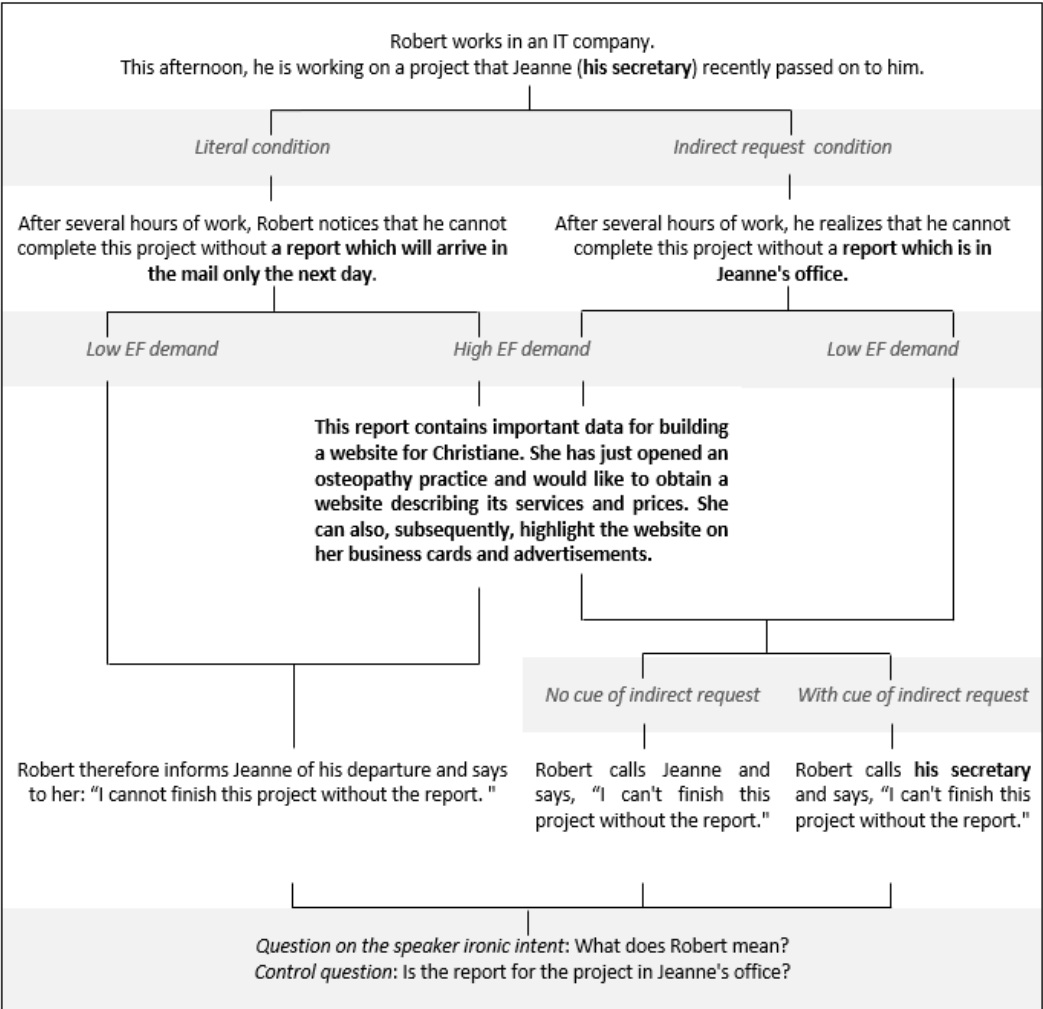 Robert works in an IT company.
This afternoon, he is working on a project that Jeanne (his secretary) recently passed on to him.
Literal condition
Indirect request condition
After several hours of work, Robert notices that he cannot
complete this project without a report which will arrive in
the mail only the next day.
After several hours of work, he realizes that he cannot
complete this project without a report which is in
Jeanne's office.
Low EF demand
High EF demand
Low EF demand
This report contains important data for building
a website for Christiane. She has just opened an
osteopathy practice and would like to obtain a
website describing its services and prices. She
can also, subsequently, highlight the website on
her business cards and advertisements.
No cue of indirect request
With cue of indirect request
Robert therefore informs Jeanne of his departure and says
to her: “I cannot finish this project without the report. "
Robert calls Jeanne and
says, “I can't finish this
project without the report."
Robert calls his secretary
and says, “I can't finish this
project without the report."
Question on the speaker ironic intent: What does Robert mean?
Control question: Is the report for the project in Jeanne's office?